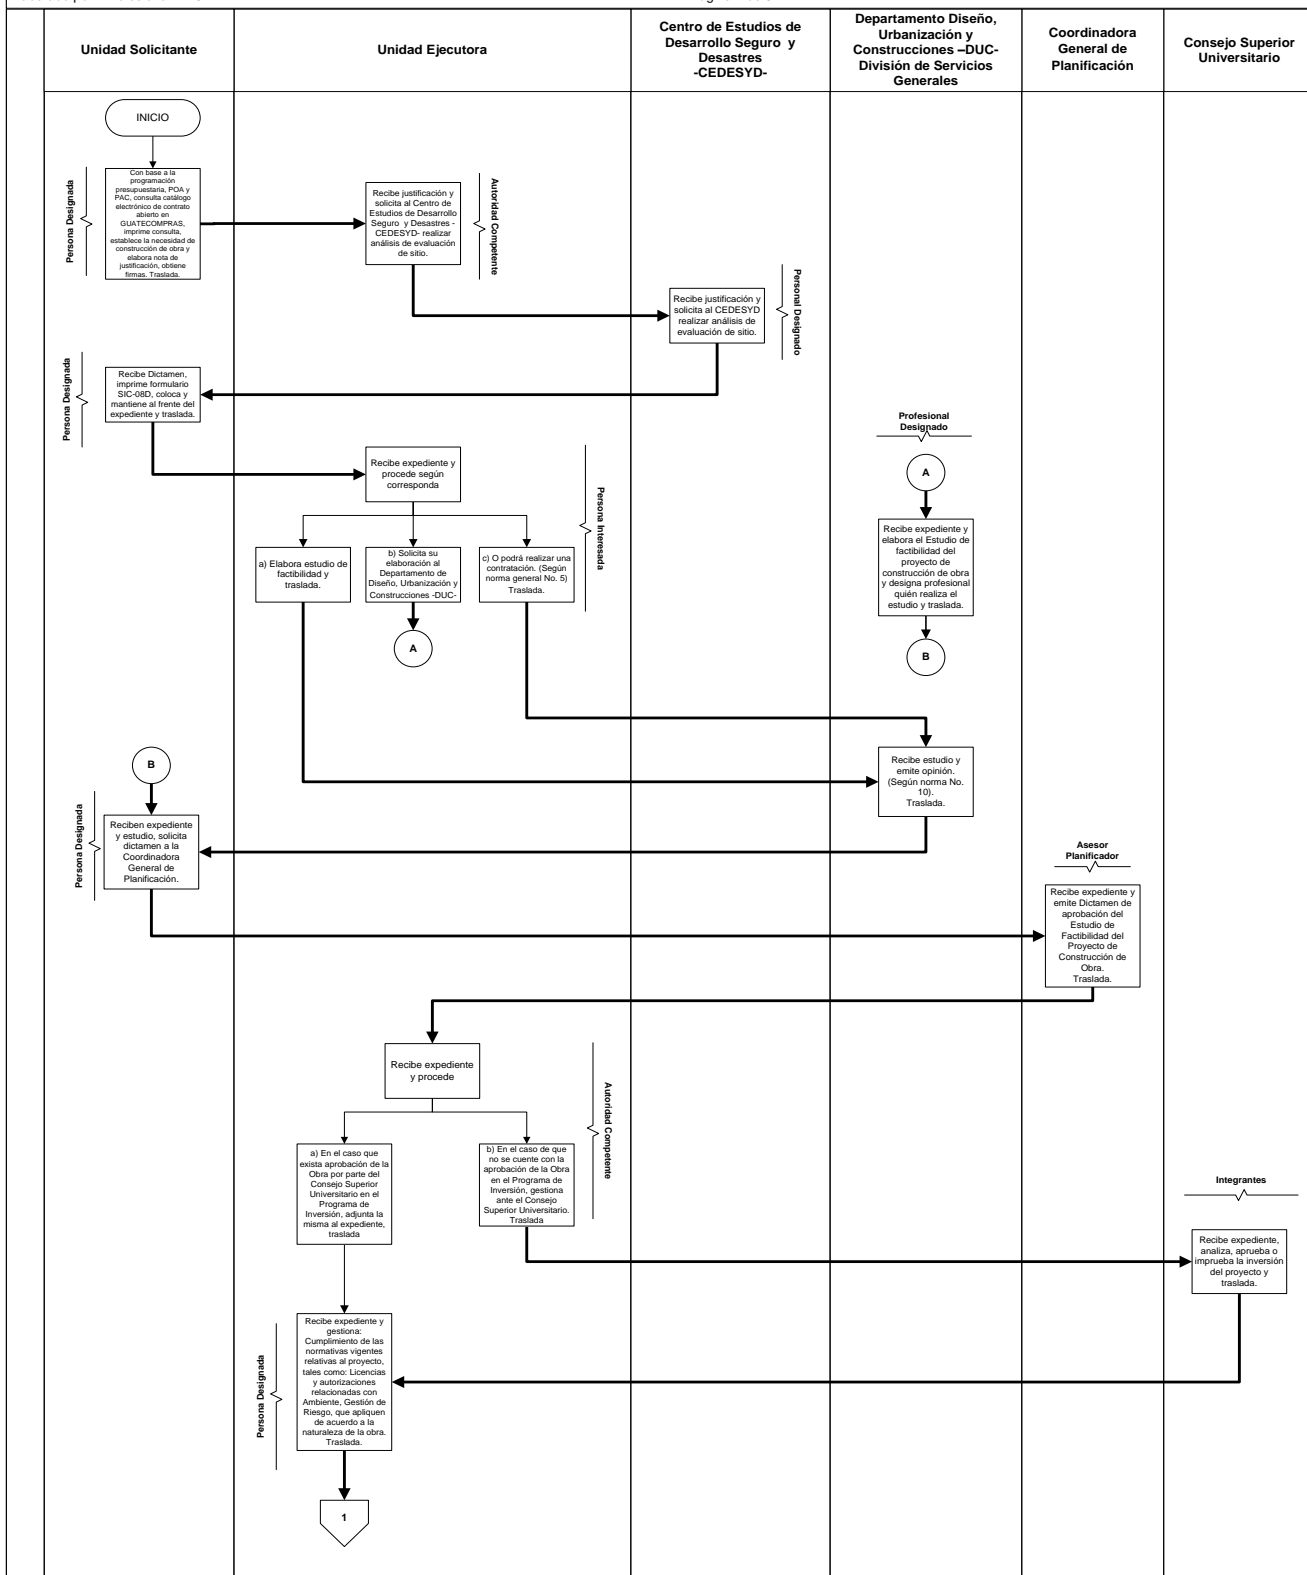 Unidad Solicitante
Unidad Ejecutora
Centro de Estudios de
Desarrollo Seguro y
Desastres
-CEDESYD-
Departamento Diseño,
Urbanización y
Construcciones –DUC-
División de Servicios
Generales
Coordinadora
General de
Planificación
Consejo Superior
Universitario
INICIO
Persona Designada
Con base a la
programación
presupuestaria, POA y
PAC, consulta catálogo
electrónico de contrato
abierto en
GUATECOMPRAS,
imprime consulta,
establece la necesidad de
construcción de obra y
elabora nota de
justificación, obtiene
firmas. Traslada.
Recibe justificación y
solicita al Centro de
Estudios de Desarrollo
Seguro y Desastres -
CEDESYD- realizar
análisis de evaluación
de sitio.
Autoridad Competente
Recibe justificación y
solicita al CEDESYD
realizar análisis de
evaluación de sitio.
Personal Designado
Persona Designada
Recibe Dictamen,
imprime formulario
SIC-08D, coloca y
mantiene al frente del
expediente y traslada.
Recibe expediente y
procede según
corresponda
Persona Interesada
a) Elabora estudio de
factibilidad y
traslada.
b) Solicita su
elaboración al
Departamento de
Diseño, Urbanización y
Construcciones -DUC-
c) O podrá realizar una
contratación. (Según
norma general No. 5)
Traslada.
A
Profesional
Designado
A
Recibe expediente y
elabora el Estudio de
factibilidad del
proyecto de
construcción de obra
y designa profesional
quién realiza el
estudio y traslada.
B
Recibe estudio y
emite opinión.
(Según norma No.
10).
Traslada.
B
Persona Designada
Reciben expediente
y estudio, solicita
dictamen a la
Coordinadora
General de
Planificación.
Asesor
Planificador
Recibe expediente y
emite Dictamen de
aprobación del
Estudio de
Factibilidad del
Proyecto de
Construcción de
Obra.
Traslada.
Recibe expediente
y procede
Autoridad Competente
a) En el caso que
exista aprobación de la
Obra por parte del
Consejo Superior
Universitario en el
Programa de
Inversión, adjunta la
misma al expediente,
traslada
b) En el caso de que
no se cuente con la
aprobación de la Obra
en el Programa de
Inversión, gestiona
ante el Consejo
Superior Universitario.
Traslada
Integrantes
Recibe expediente,
analiza, aprueba o
imprueba la inversión
del proyecto y
traslada.
Persona Designada
Recibe expediente y
gestiona:
Cumplimiento de las
normativas vigentes
relativas al proyecto,
tales como: Licencias
y autorizaciones
relacionadas con
Ambiente, Gestión de
Riesgo, que apliquen
de acuerdo a la
naturaleza de la obra.
Traslada.
1